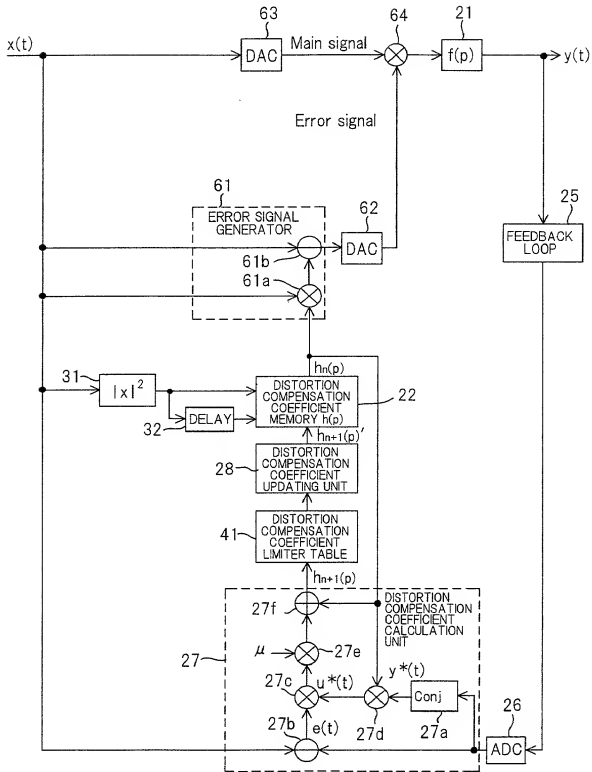 63
64
21
x(t)
DAC
Main signal
f(p)
y(t)
Error signal
61
ERROR SIGNAL
GENERATOR
62
25
61b
DAC
FEEDBACK
LOOP
61a
hn(p)
31
|x|²
DISTORTION
COMPENSATION
COEFFICIENT
MEMORY h(p)
22
32
DELAY
hn+1(p)′
28
DISTORTION
COMPENSATION
COEFFICIENT
UPDATING UNIT
41
DISTORTION
COMPENSATION
COEFFICIENT
LIMITER TABLE
hn+1(p)
27f
DISTORTION
COMPENSATION
COEFFICIENT
CALCULATION
UNIT
27
μ
27e
y*(t)
27c
u*(t)
Conj
27d
27a
26
27b
e(t)
ADC